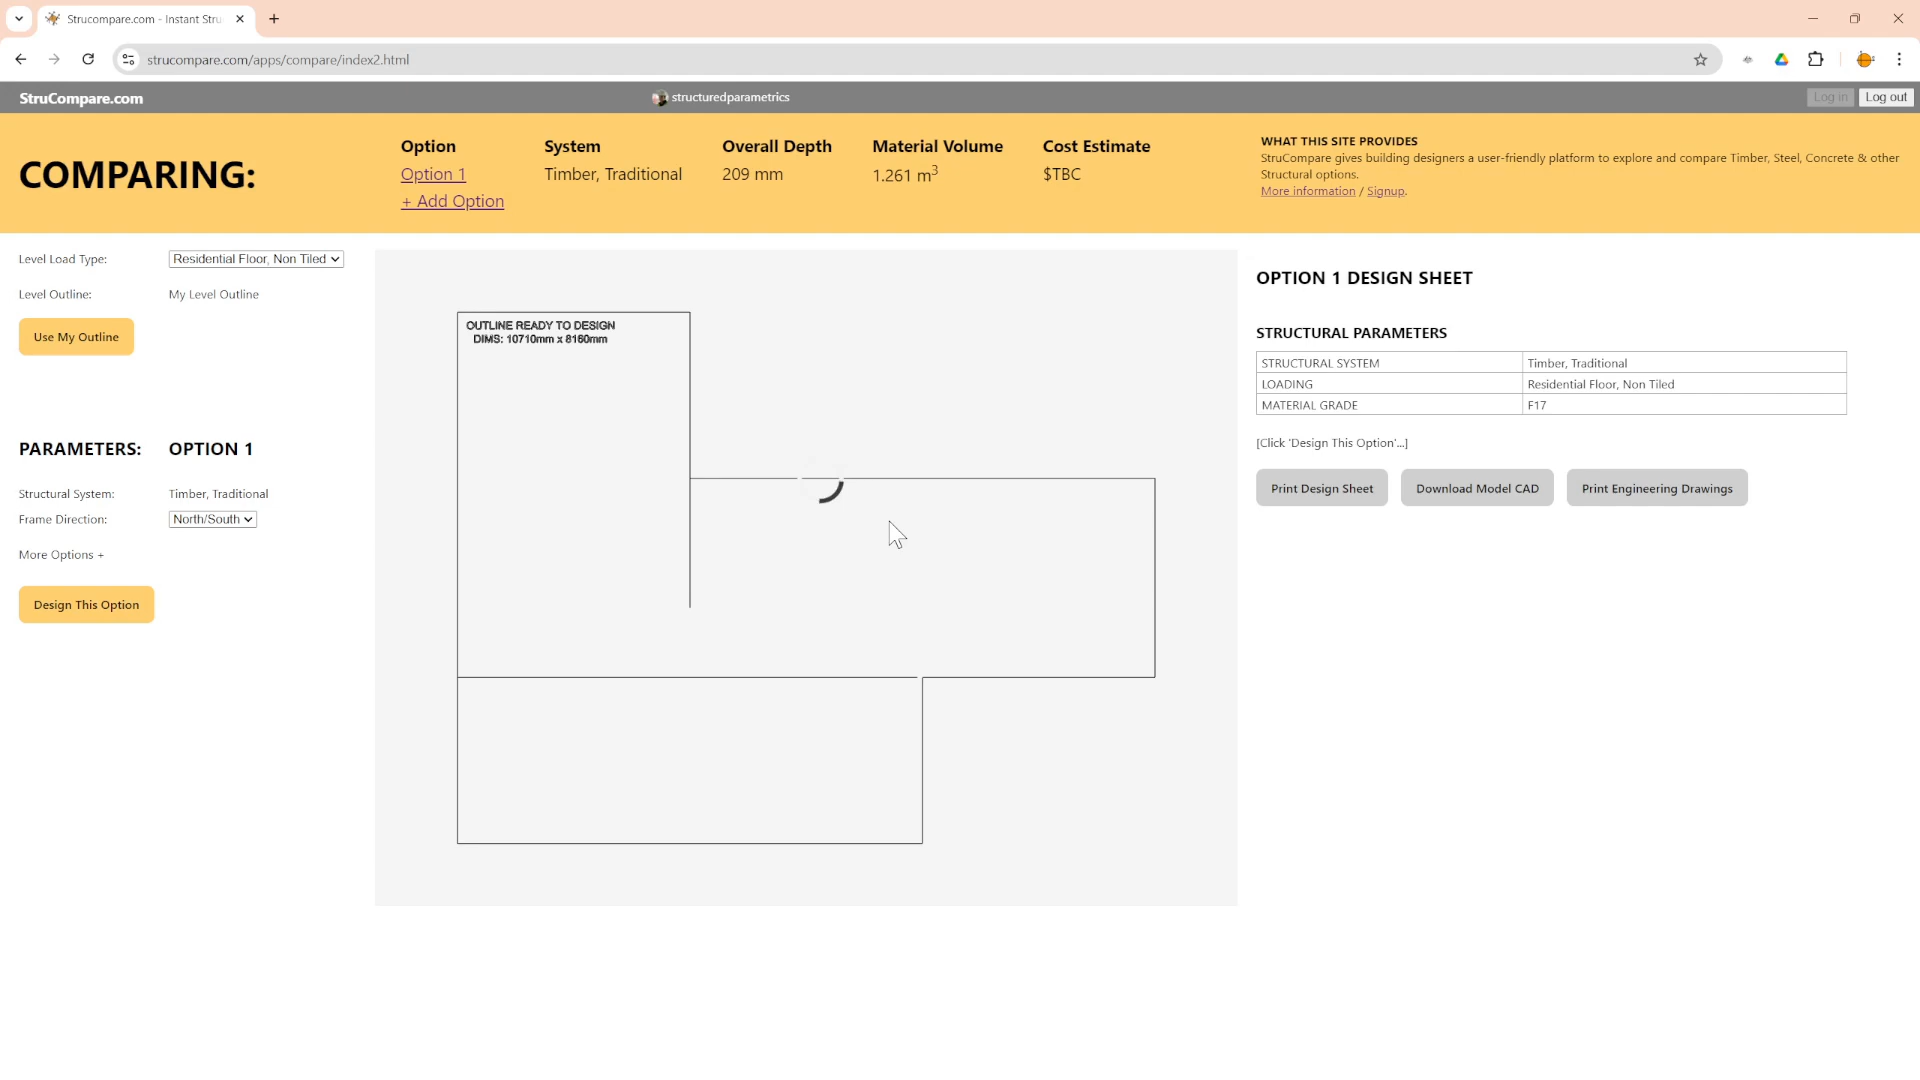 Strucompare.com - Instant Stru
strucompare.com/apps/compare/index2.html
StruCompare.com
structuredparametrics
Log in
Log out
COMPARING:
Option System Overall Depth Material Volume Cost Estimate
Option 1 Timber, Traditional 209 mm 1.261 m³ $TBC
+ Add Option
WHAT THIS SITE PROVIDES
StruCompare gives building designers a user-friendly platform to explore and compare Timber, Steel, Concrete & other
Structural options.
More information / Signup.
Level Load Type: Residential Floor, Non Tiled
Level Outline: My Level Outline
Use My Outline
PARAMETERS: OPTION 1
Structural System: Timber, Traditional
Frame Direction: North/South
More Options +
Design This Option
OUTLINE READY TO DESIGN
DIMS: 10710mm x 8160mm
OPTION 1 DESIGN SHEET
STRUCTURAL PARAMETERS
STRUCTURAL SYSTEM Timber, Traditional
LOADING Residential Floor, Non Tiled
MATERIAL GRADE F17
[Click 'Design This Option'...]
Print Design Sheet
Download Model CAD
Print Engineering Drawings